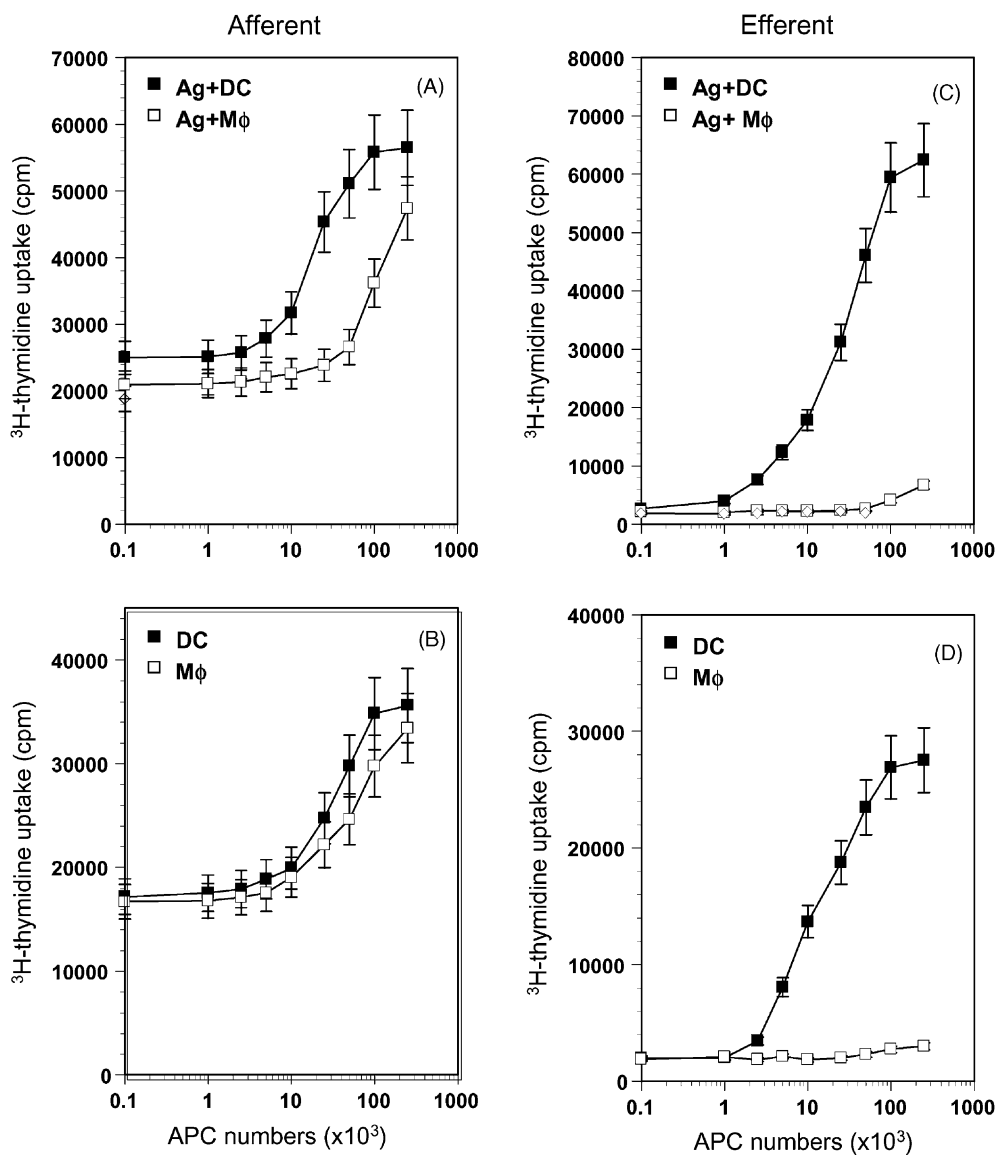 Afferent
Efferent
70000
60000
50000
40000
30000
20000
10000
0
³H-thymidine uptake (cpm)
Ag+DC
Ag+Mϕ
(A)
0.1 1 10 100 1000
80000
70000
60000
50000
40000
30000
20000
10000
0
³H-thymidine uptake (cpm)
Ag+DC
Ag+ Mϕ
(C)
0.1 1 10 100 1000
40000
30000
20000
10000
0
³H-thymidine uptake (cpm)
DC
Mϕ
(B)
0.1 1 10 100 1000
APC numbers (x10³)
40000
30000
20000
10000
0
³H-thymidine uptake (cpm)
DC
Mϕ
(D)
0.1 1 10 100 1000
APC numbers (x10³)